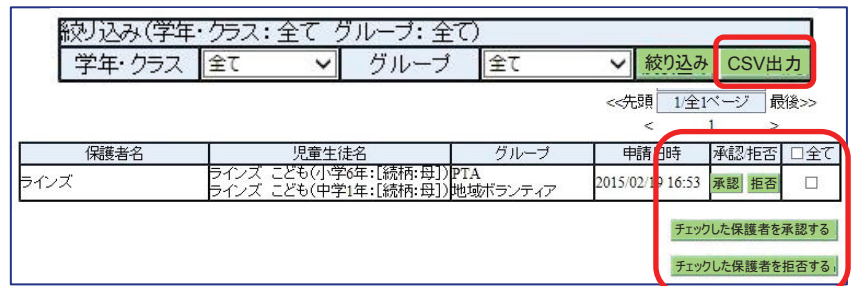 絞り込み(学年・クラス: 全て グループ: 全て)
学年・クラス 全て グループ 全て 絞り込み CSV出力
<<先頭 1/全1ページ 最後>>
< 1 >
保護者名 児童生徒名 グループ 申請日時 承認/拒否 □全て
ラインズ ラインズ こども(小学6年:[続柄:母]) PTA 2015/02/19 16:53 承認 拒否 □
ラインズ こども(中学1年:[続柄:母]) 地域ボランティア
チェックした保護者を承認する
チェックした保護者を拒否する